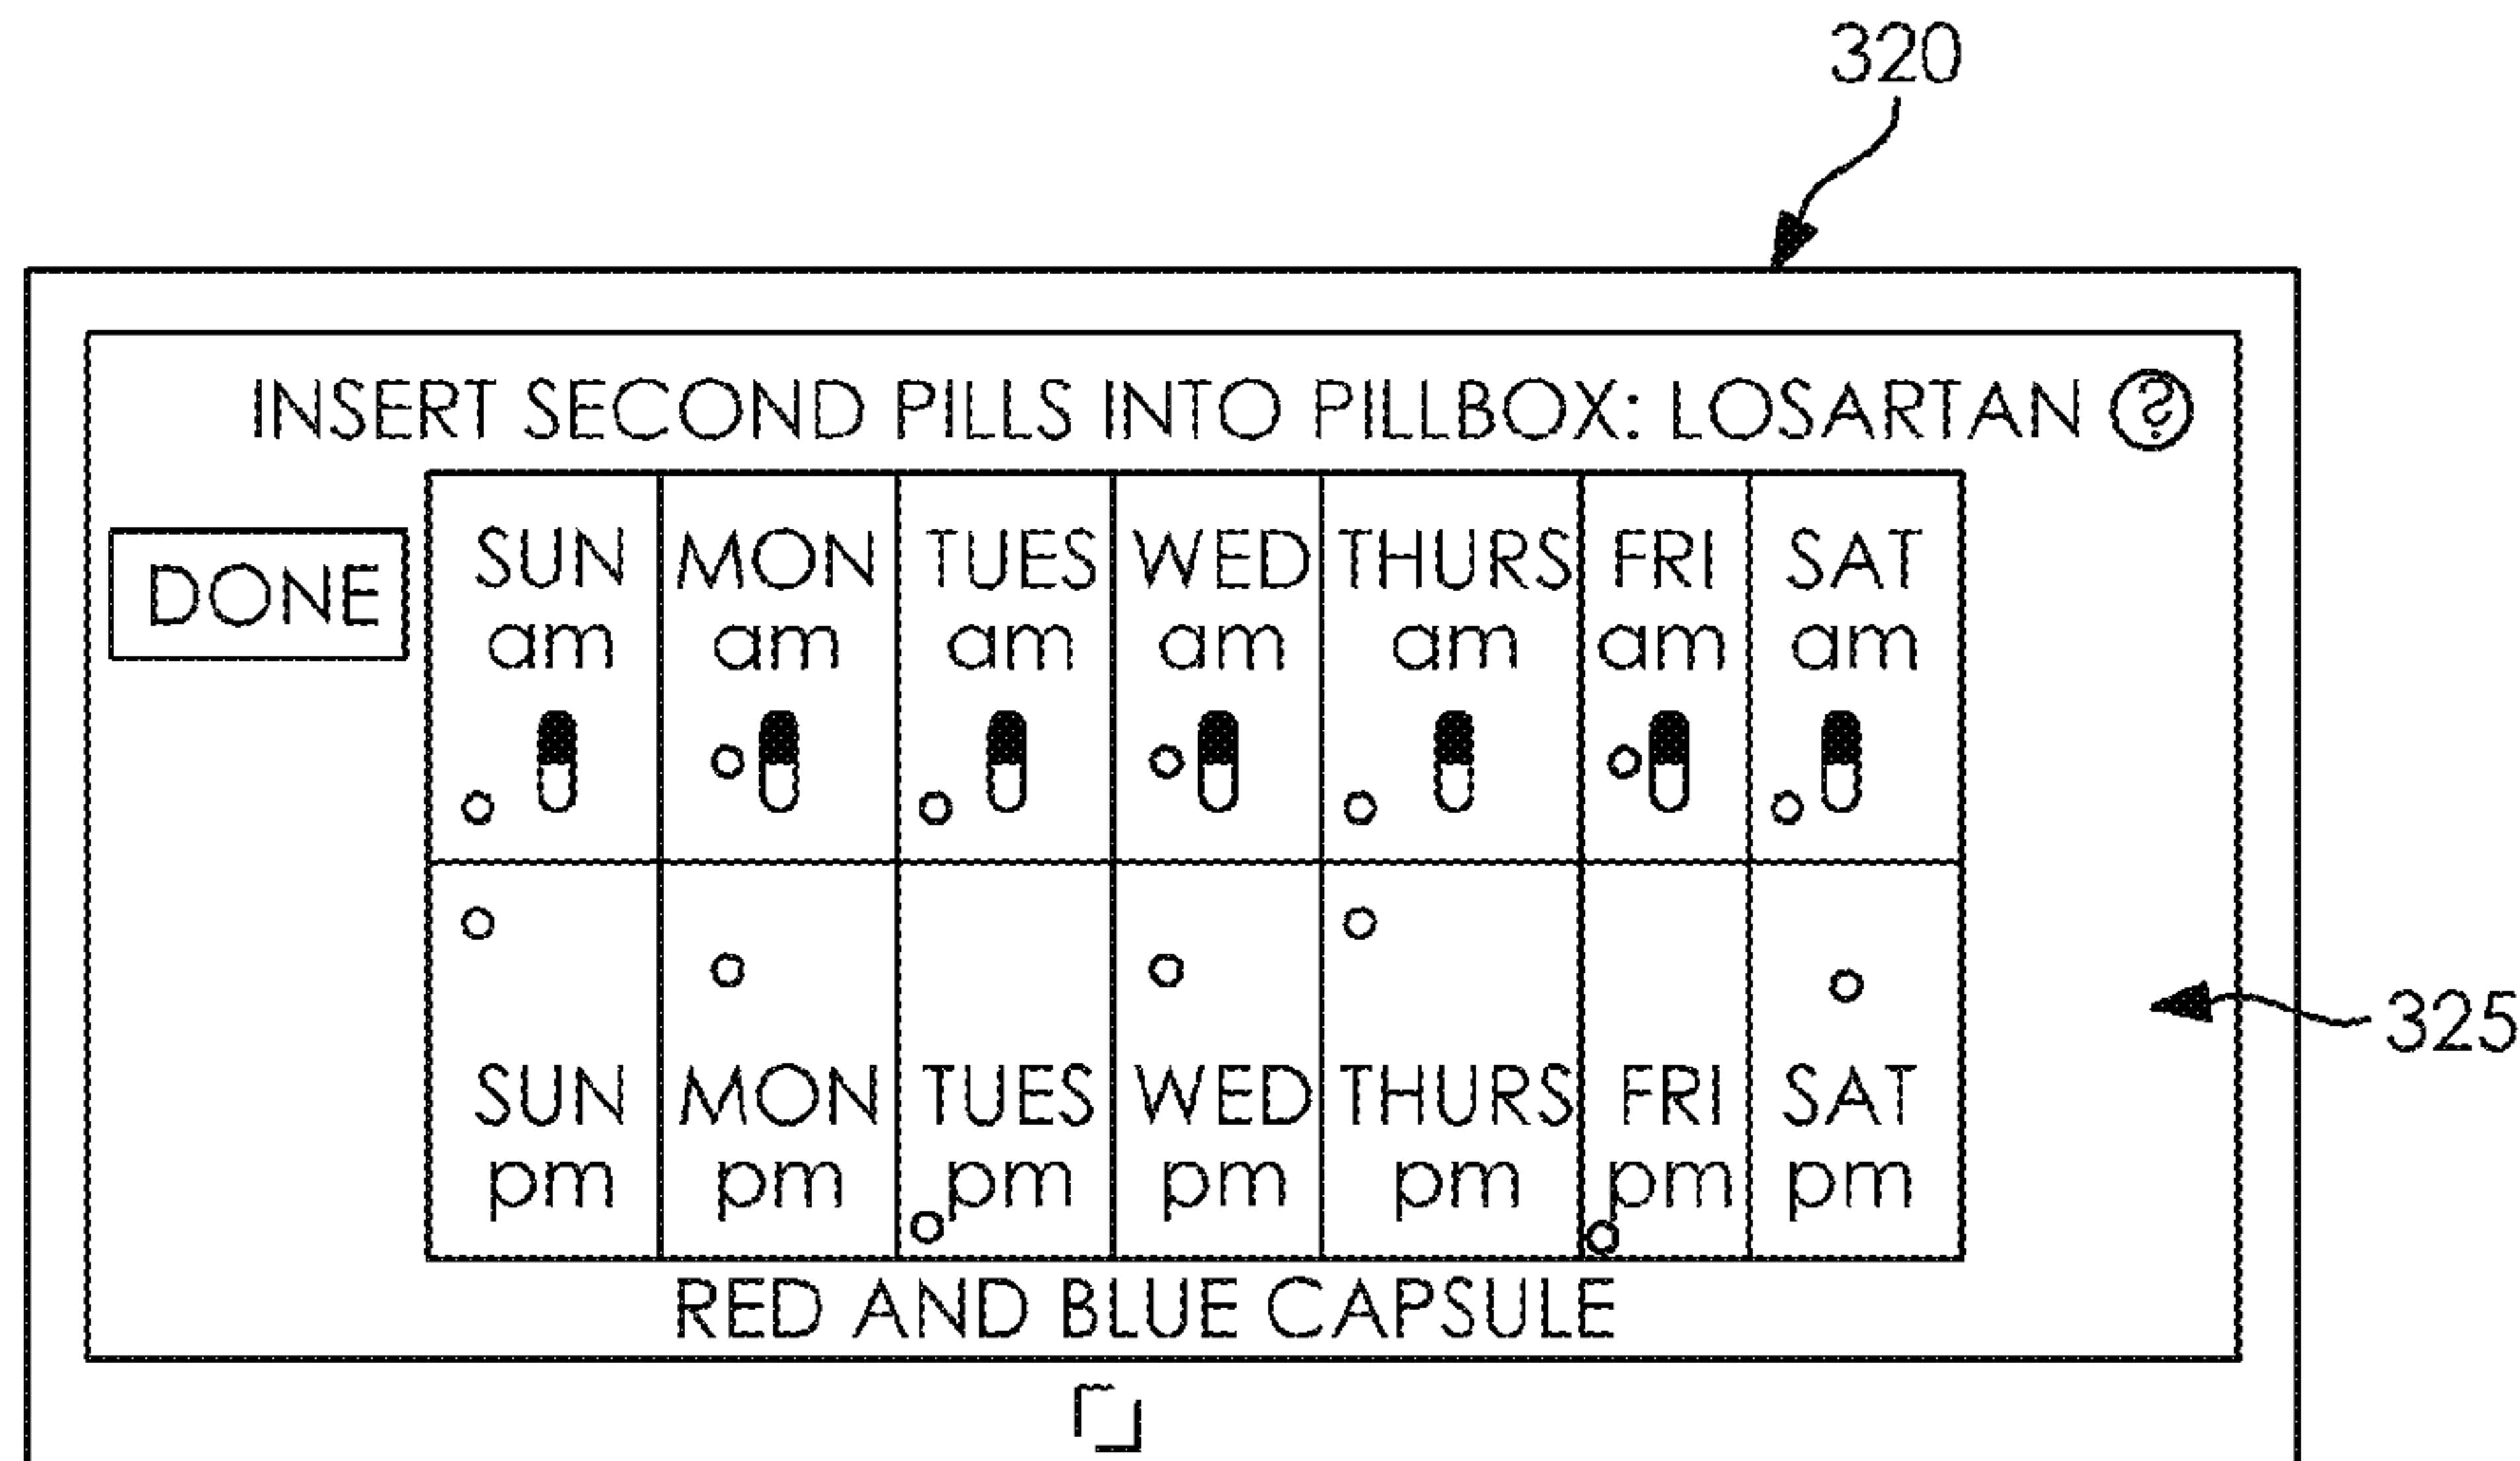 320
INSERT SECOND PILLS INTO PILLBOX: LOSARTAN ?
DONE
SUN MON TUES WED THURS FRI SAT
am am am am am am am
SUN MON TUES WED THURS FRI SAT
pm pm pm pm pm pm pm
325
RED AND BLUE CAPSULE